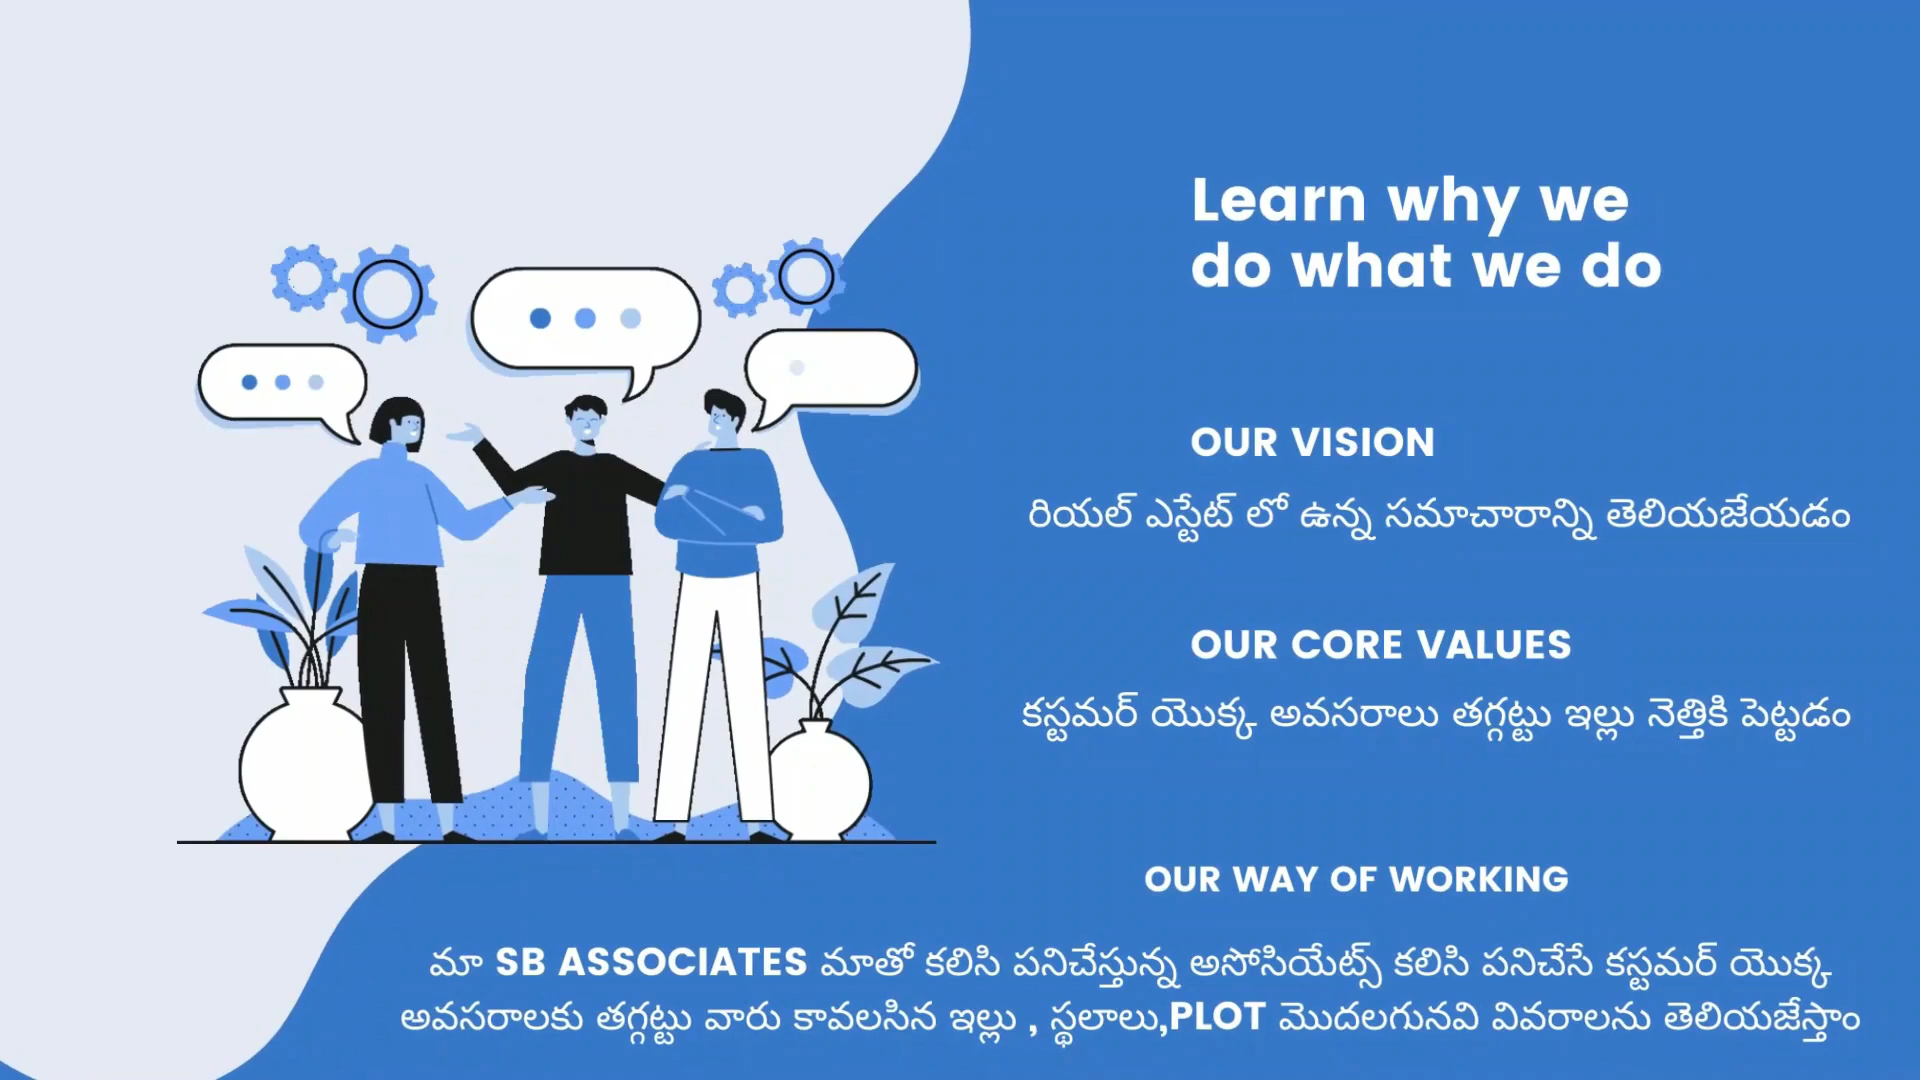 Learn why we
do what we do
OUR VISION
రియల్ ఎస్టేట్ లో ఉన్న సమాచారాన్ని తెలియజేయడం
OUR CORE VALUES
కస్టమర్ యొక్క అవసరాలు తగ్గట్టు ఇల్లు నెత్తికి పెట్టడం
OUR WAY OF WORKING
మా SB ASSOCIATES మాతో కలిసి పనిచేస్తున్న అసోసియేట్స్ కలిసి పనిచేసే కస్టమర్ యొక్క
అవసరాలకు తగ్గట్టు వారు కావలసిన ఇల్లు , స్థలాలు,PLOT మొదలగునవి వివరాలను తెలియజేస్తాం